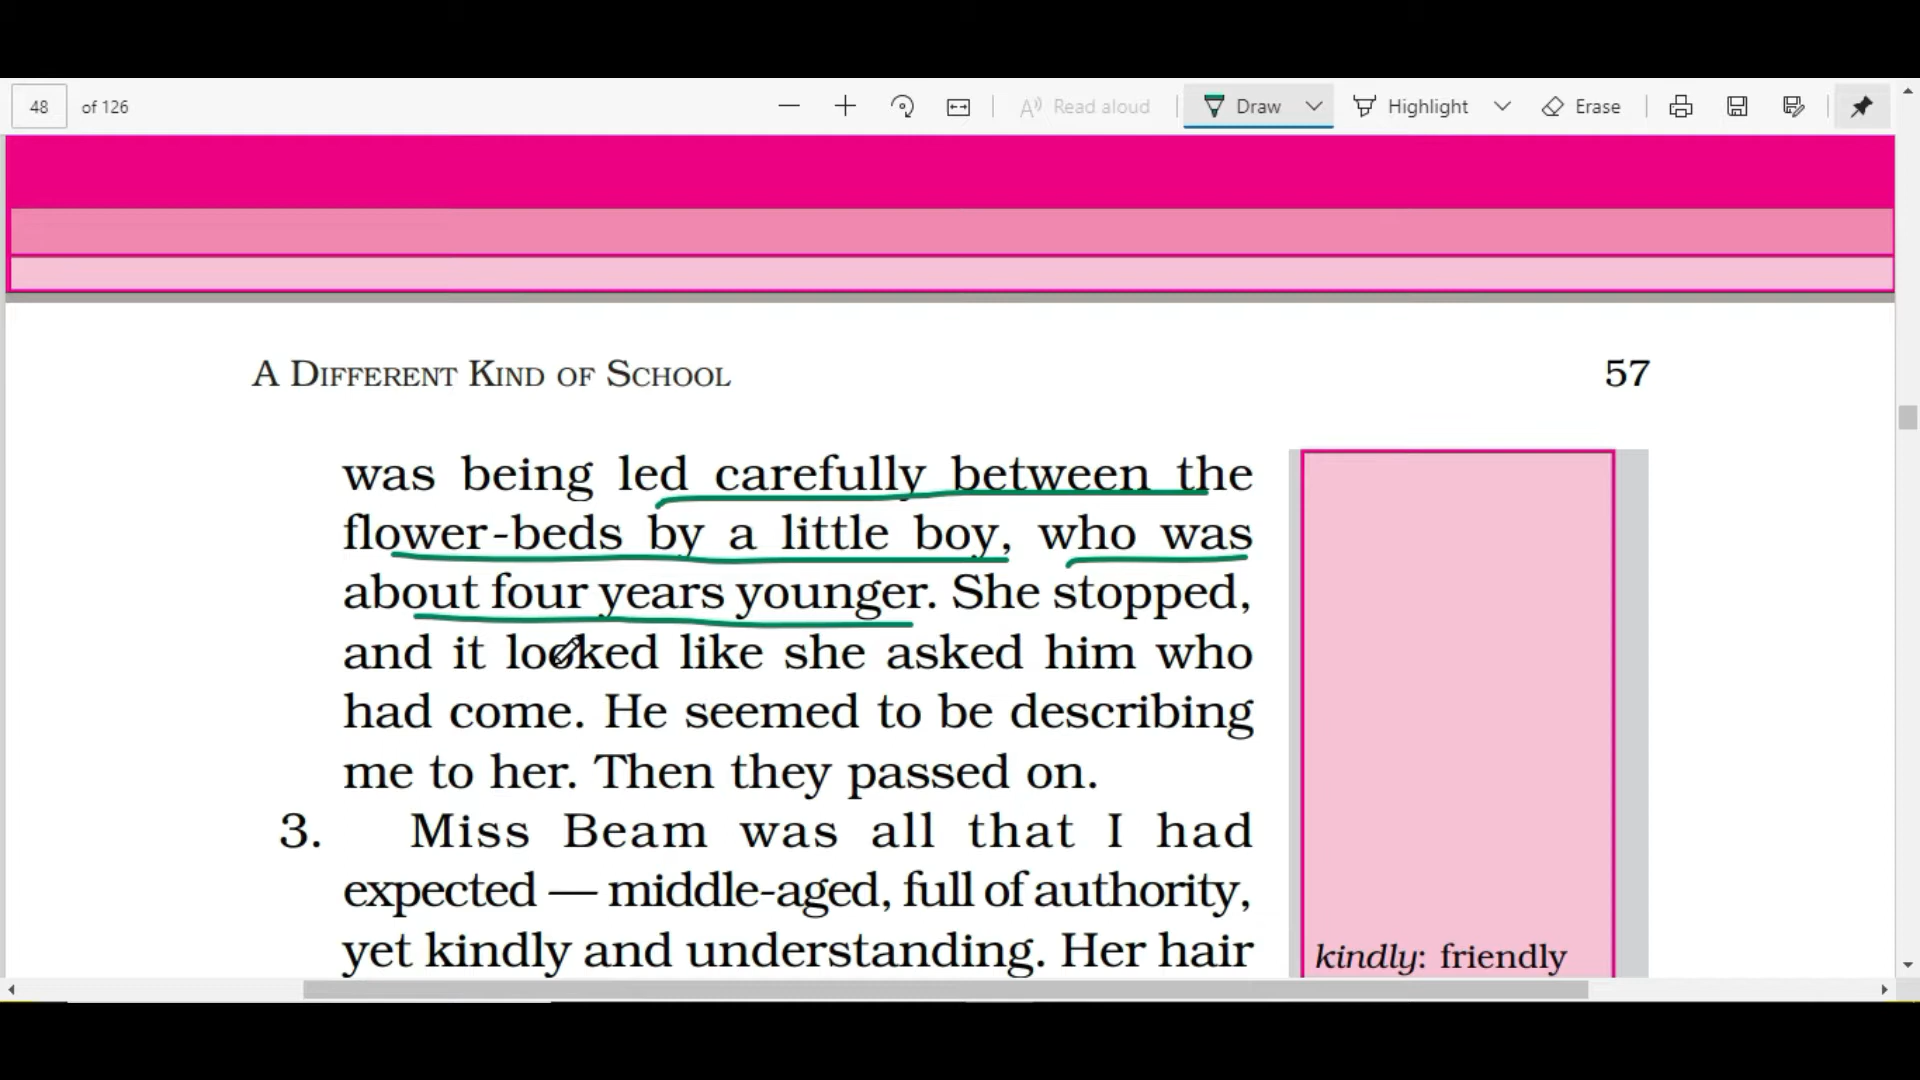 48 of 126 Read aloud Draw Highlight Erase
A DIFFERENT KIND OF SCHOOL 57
was being led carefully between the
flower-beds by a little boy, who was
about four years younger. She stopped,
and it looked like she asked him who
had come. He seemed to be describing
me to her. Then they passed on.
3. Miss Beam was all that I had
expected — middle-aged, full of authority,
yet kindly and understanding. Her hair
kindly: friendly